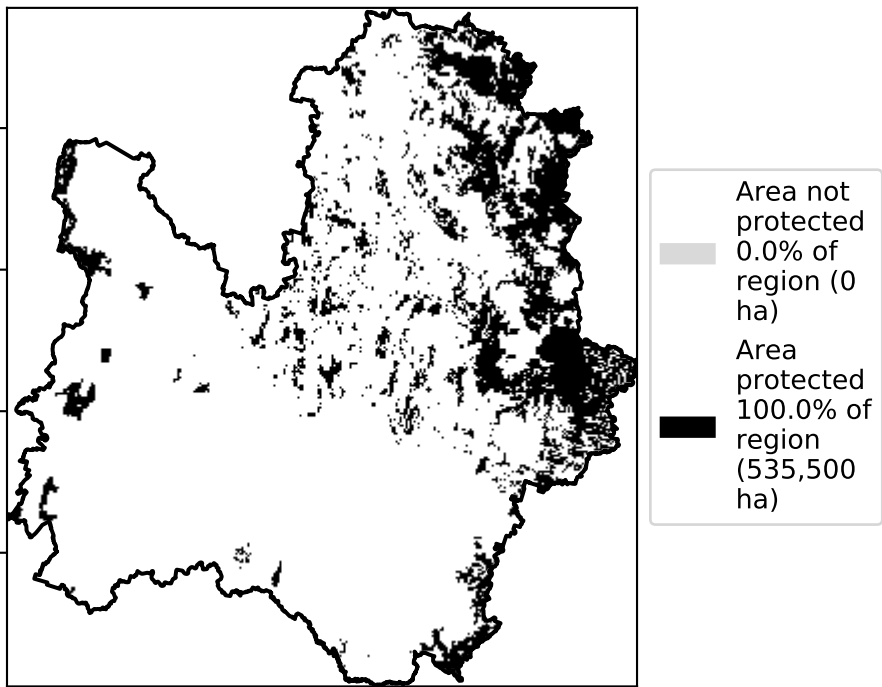 Area not
protected
0.0% of
region (0
ha)
Area
protected
100.0% of
region
(535,500
ha)